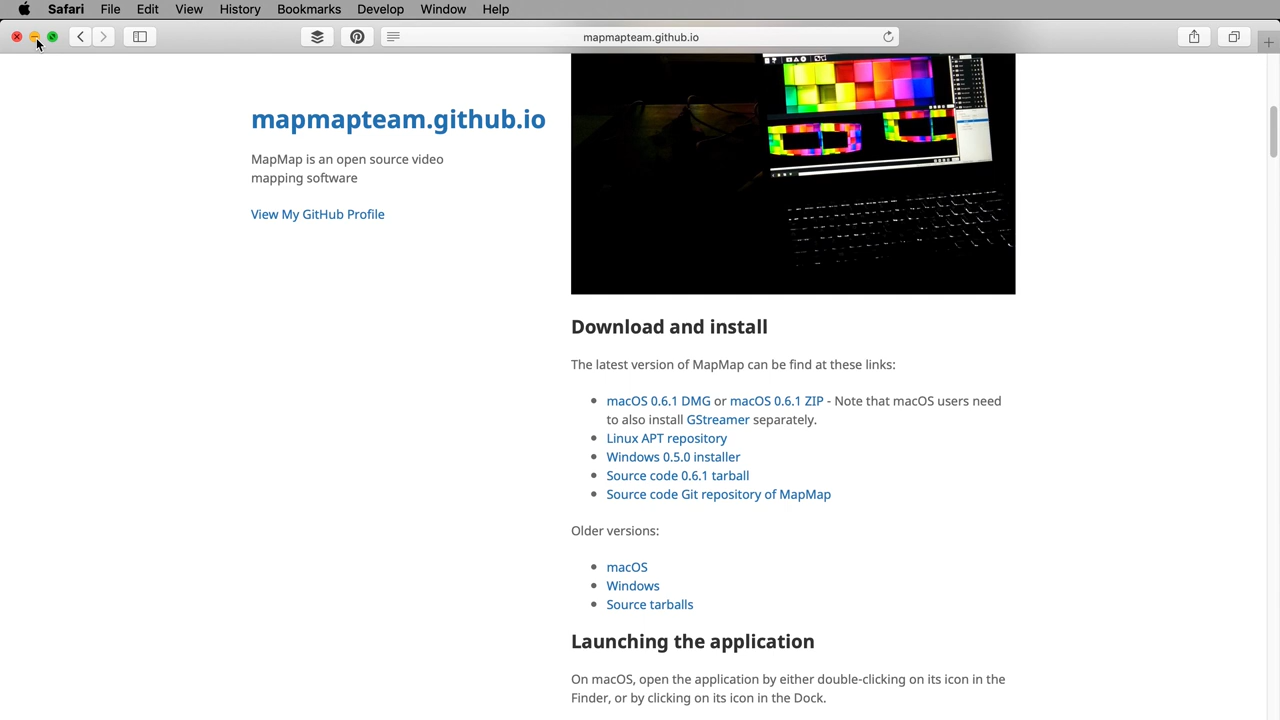 Safari File Edit View History Bookmarks Develop Window Help
mapmapteam.github.io
mapmapteam.github.io
MapMap is an open source video
mapping software
View My GitHub Profile
Download and install
The latest version of MapMap can be find at these links:
macOS 0.6.1 DMG or macOS 0.6.1 ZIP - Note that macOS users need
to also install GStreamer separately.
Linux APT repository
Windows 0.5.0 installer
Source code 0.6.1 tarball
Source code Git repository of MapMap
Older versions:
macOS
Windows
Source tarballs
Launching the application
On macOS, open the application by either double-clicking on its icon in the
Finder, or by clicking on its icon in the Dock.